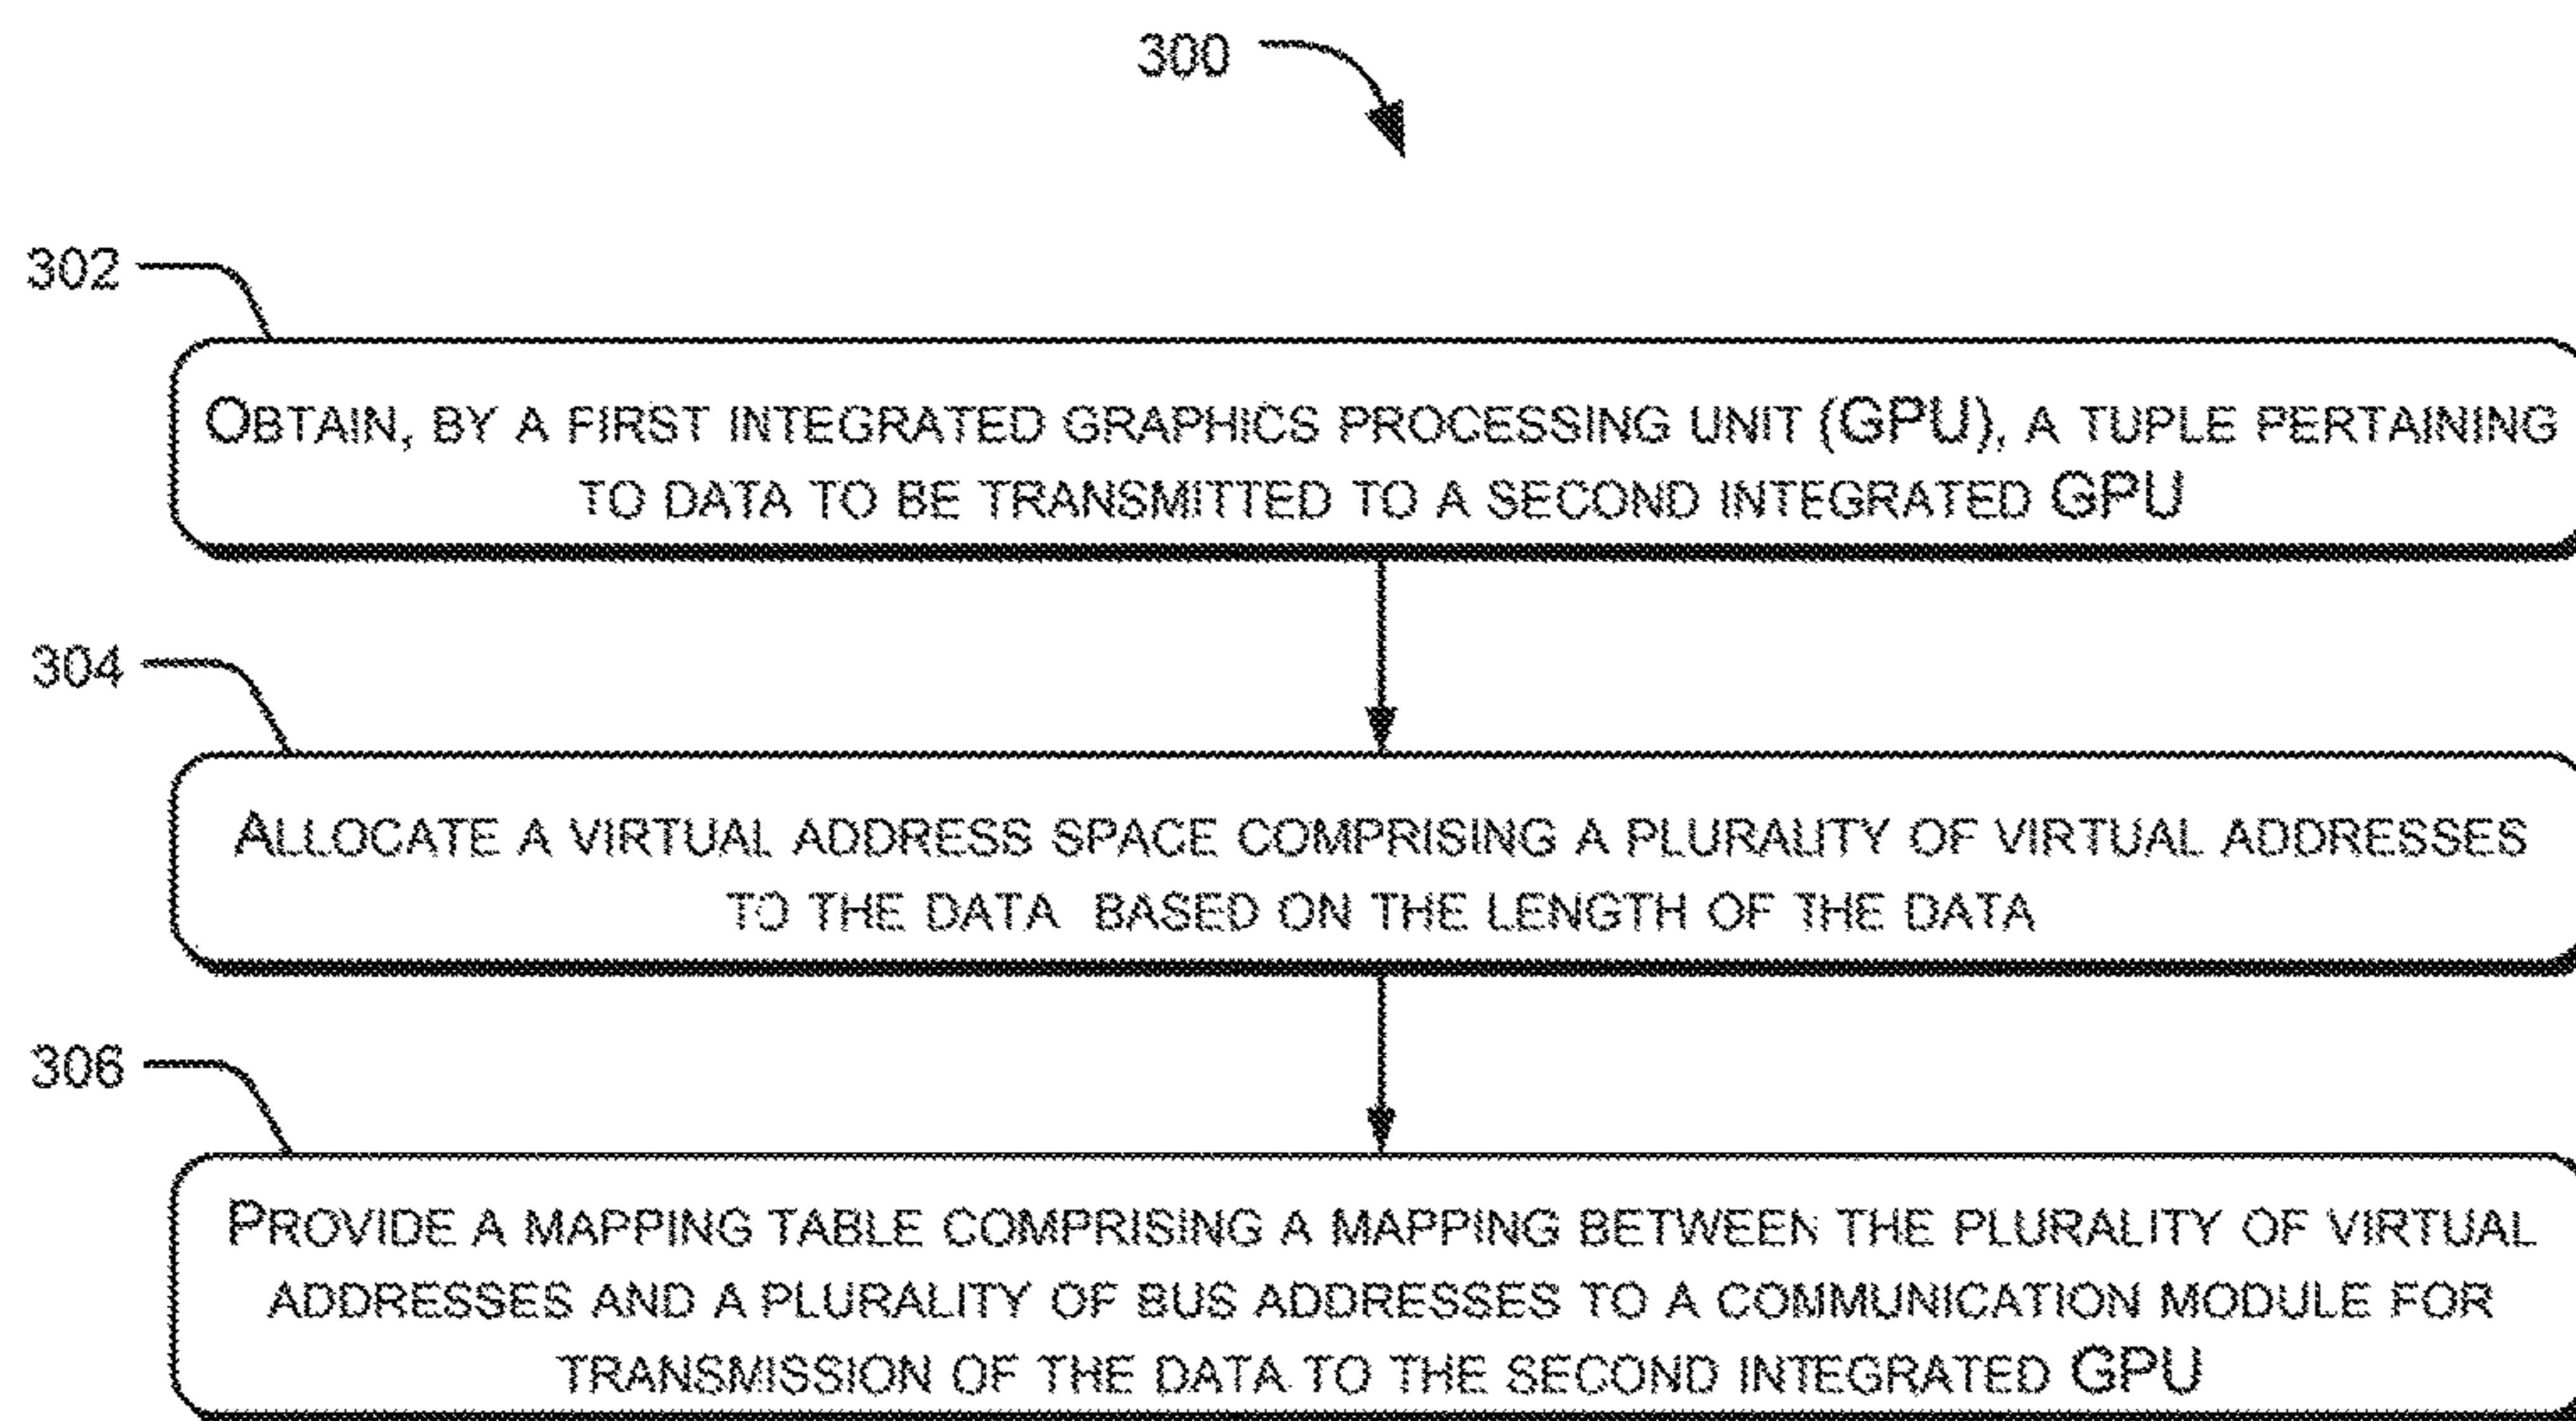 300
302
OBTAIN, BY A FIRST INTEGRATED GRAPHICS PROCESSING UNIT (GPU), A TUPLE PERTAINING
TO DATA TO BE TRANSMITTED TO A SECOND INTEGRATED GPU
304
ALLOCATE A VIRTUAL ADDRESS SPACE COMPRISING A PLURALITY OF VIRTUAL ADDRESSES
TO THE DATA BASED ON THE LENGTH OF THE DATA
306
PROVIDE A MAPPING TABLE COMPRISING A MAPPING BETWEEN THE PLURALITY OF VIRTUAL
ADDRESSES AND A PLURALITY OF BUS ADDRESSES TO A COMMUNICATION MODULE FOR
TRANSMISSION OF THE DATA TO THE SECOND INTEGRATED GPU